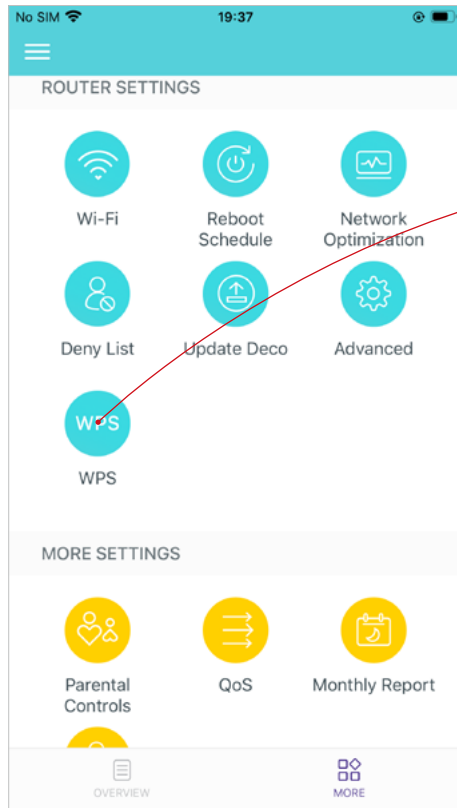 No SIM 19:37
ROUTER SETTINGS
Wi-Fi
Reboot
Schedule
Network
Optimization
Deny List
Update Deco
Advanced
WPS
WPS
MORE SETTINGS
Parental
Controls
QoS
Monthly Report
OVERVIEW
MORE